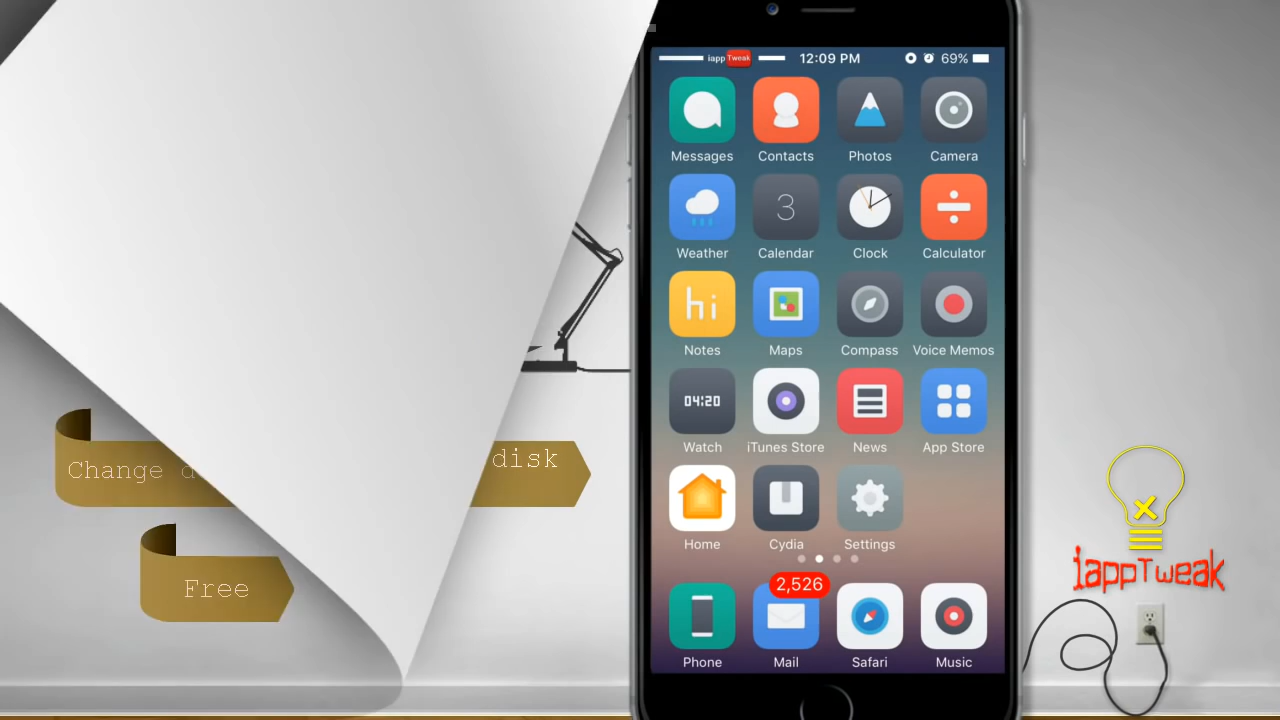 iapp Tweak 12:09 PM 69%
Messages Contacts Photos Camera
3
Weather Calendar Clock Calculator
hi
Notes Maps Compass Voice Memos
04:20
Watch iTunes Store News App Store
Home Cydia Settings
2,526
Phone Mail Safari Music
Change
disk
Free
iappTweak